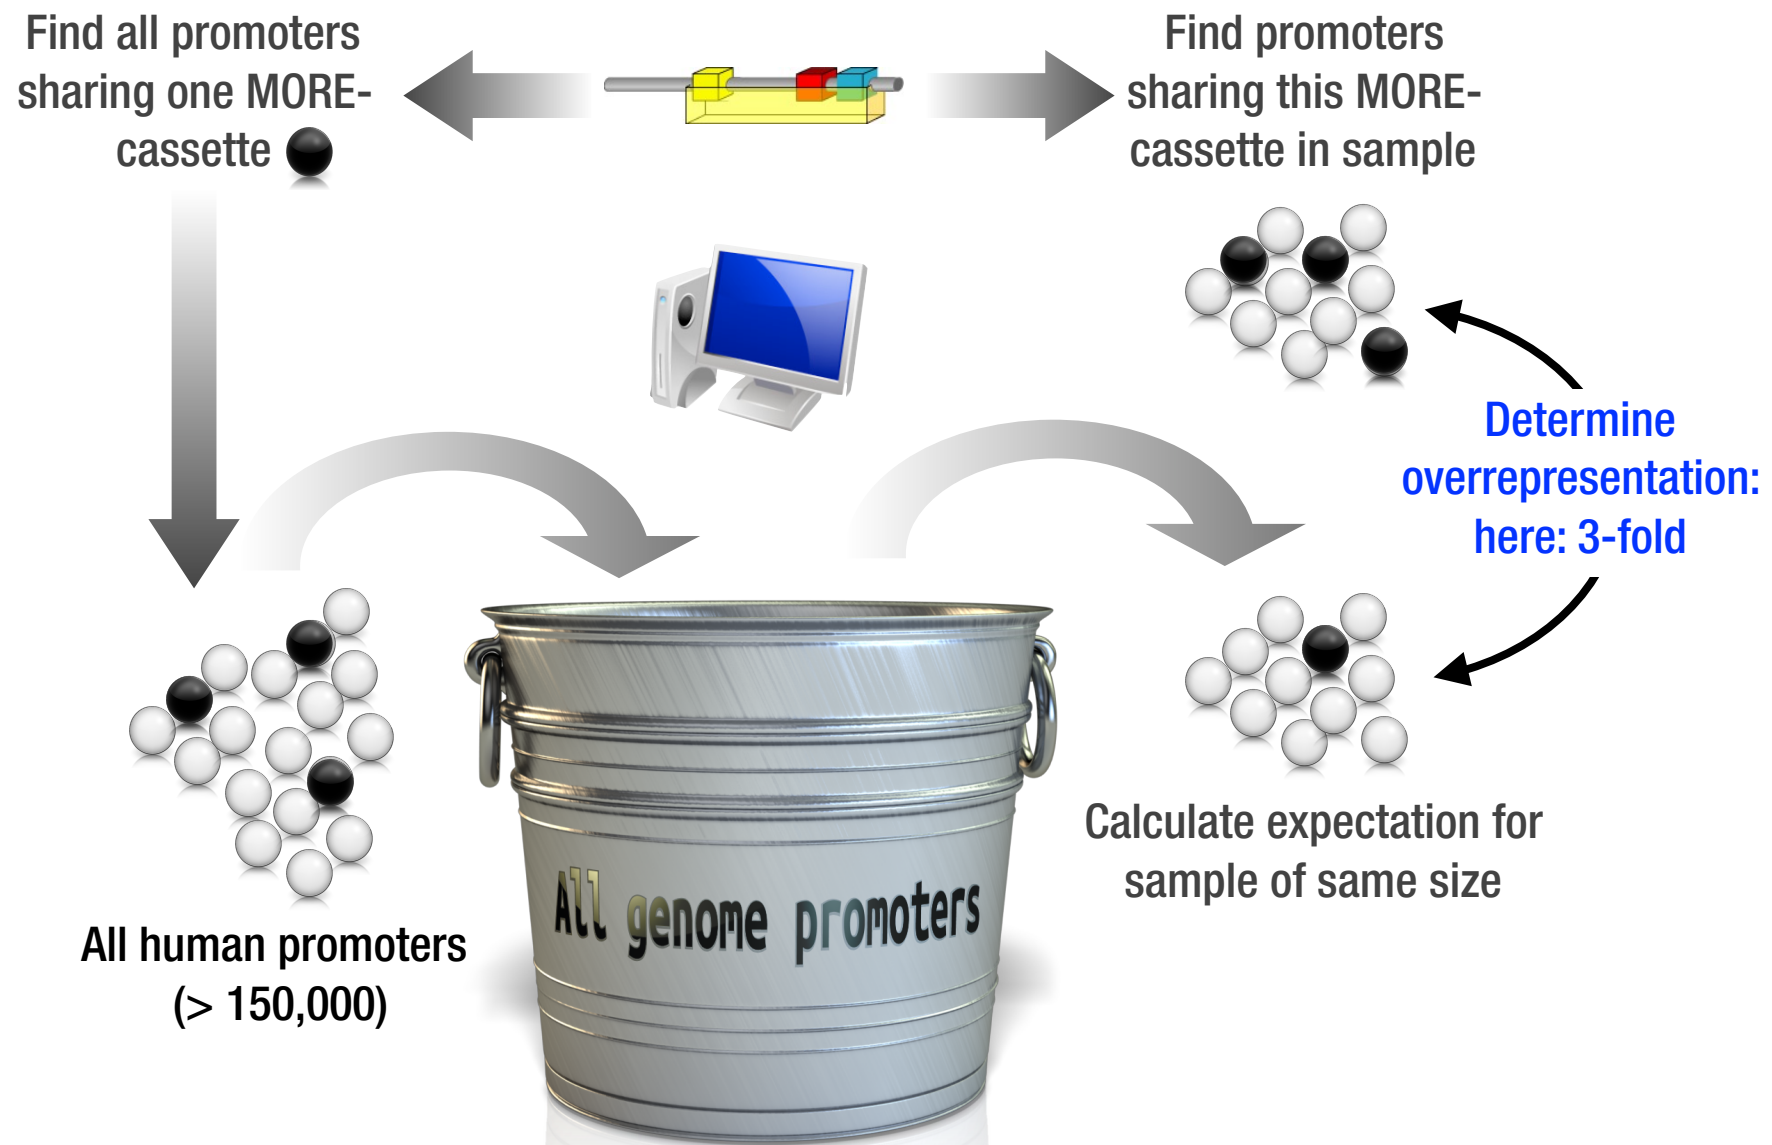 Find all promoters
sharing one MORE-
cassette
Find promoters
sharing this MORE-
cassette in sample
Determine
overrepresentation:
here: 3-fold
All genome promoters
Calculate expectation for
sample of same size
All human promoters
(> 150,000)